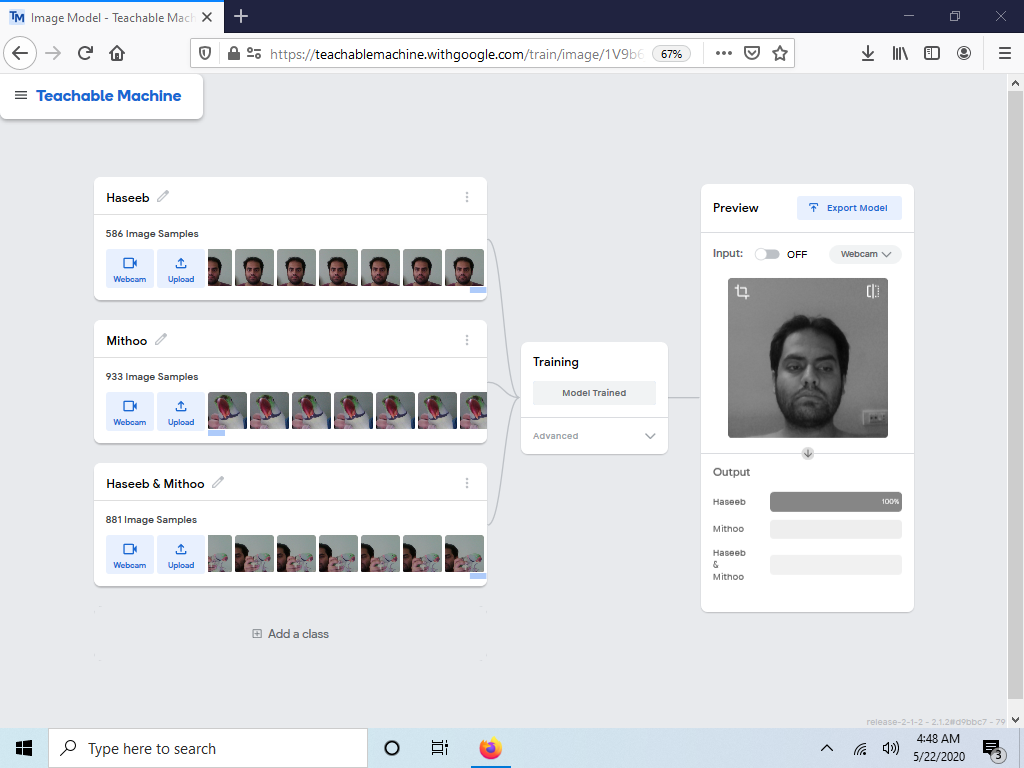 TM Image Model - Teachable Mach
https://teachablemachine.withgoogle.com/train/image/1V9b6
67%
Teachable Machine
Haseeb
586 Image Samples
Webcam
Upload
Mithoo
933 Image Samples
Webcam
Upload
Haseeb & Mithoo
881 Image Samples
Webcam
Upload
Add a class
Training
Model Trained
Advanced
Preview
Export Model
Input:
OFF
Webcam
Output
Haseeb
100%
Mithoo
Haseeb
&
Mithoo
release-2-1-2 - 2.1.2#d9bbc7 - 79
Type here to search
4:48 AM
5/22/2020
3